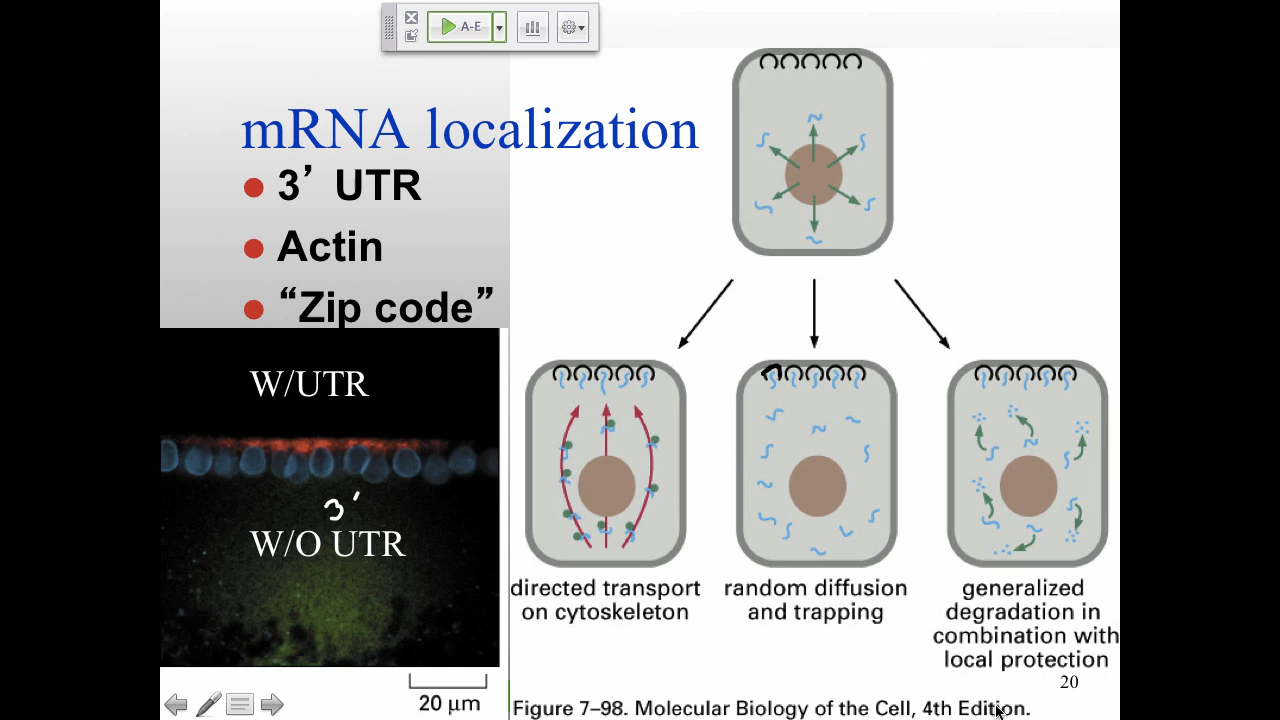 A-E
mRNA localization
3’ UTR
Actin
“Zip code”
W/UTR
3'
W/O UTR
20 µm
directed transport
on cytoskeleton
random diffusion
and trapping
generalized
degradation in
combination with
local protection
20
Figure 7–98. Molecular Biology of the Cell, 4th Edition.